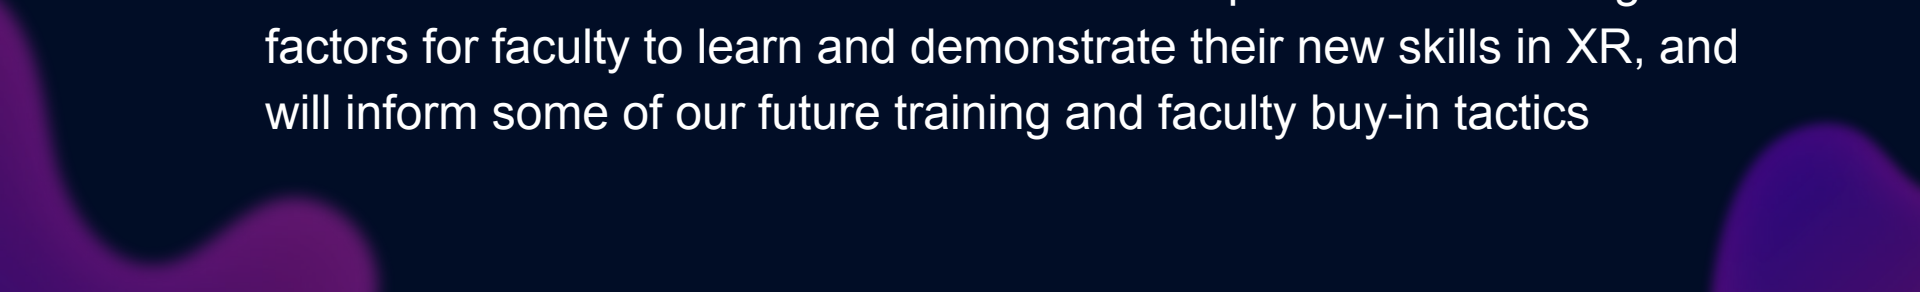 factors for faculty to learn and demonstrate their new skills in XR, and
will inform some of our future training and faculty buy-in tactics